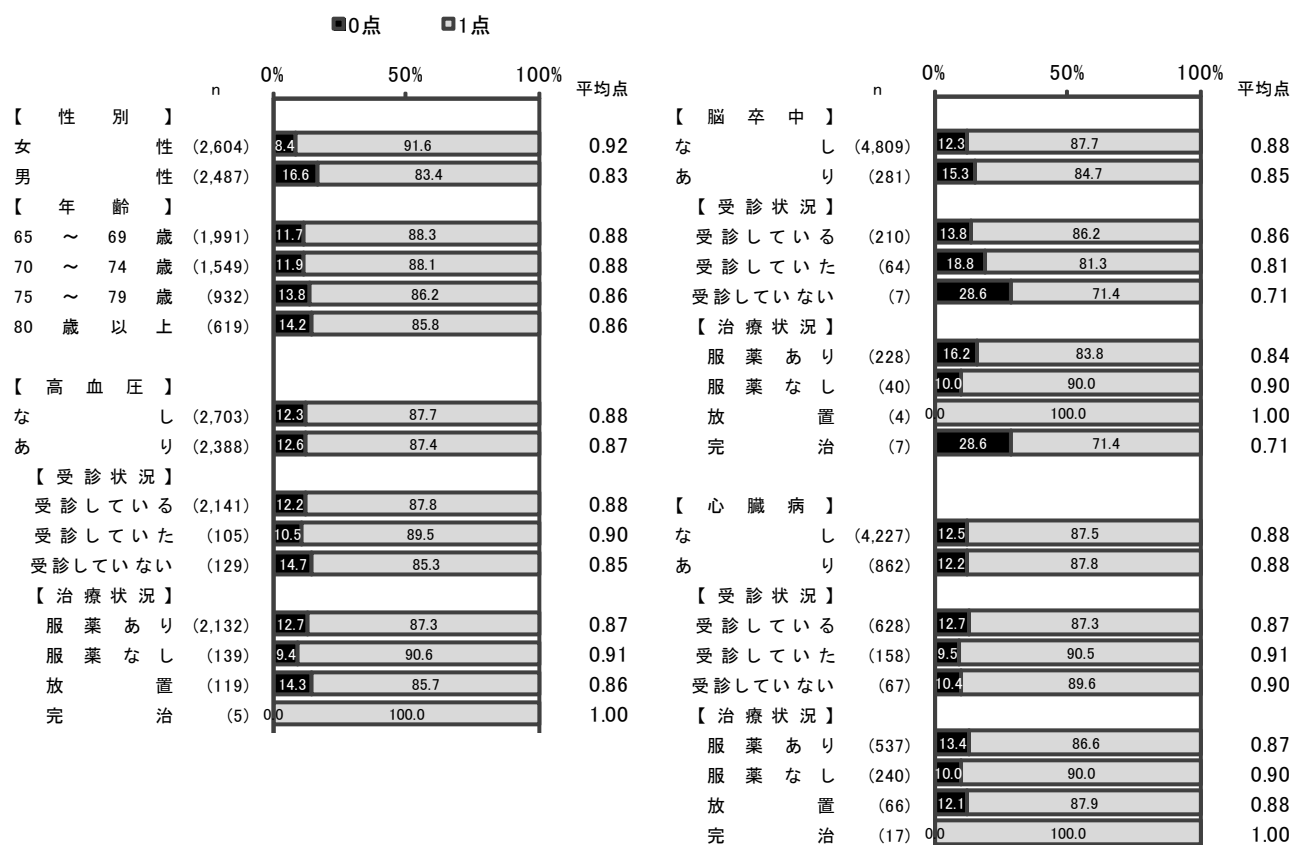 ■0点 □1点
0% 50% 100%
n 平均点
【 性 別 】
女 性 (2,604) 8.4 91.6 0.92
男 性 (2,487) 16.6 83.4 0.83
【 年 齢 】
65 ～ 69 歳 (1,991) 11.7 88.3 0.88
70 ～ 74 歳 (1,549) 11.9 88.1 0.88
75 ～ 79 歳 (932) 13.8 86.2 0.86
80 歳 以 上 (619) 14.2 85.8 0.86
【 高 血 圧 】
な し (2,703) 12.3 87.7 0.88
あ り (2,388) 12.6 87.4 0.87
【 受 診 状 況 】
受 診 し て い る (2,141) 12.2 87.8 0.88
受 診 し て い た (105) 10.5 89.5 0.90
受診していない (129) 14.7 85.3 0.85
【 治 療 状 況 】
服 薬 あ り (2,132) 12.7 87.3 0.87
服 薬 な し (139) 9.4 90.6 0.91
放 置 (119) 14.3 85.7 0.86
完 治 (5) 0.0 100.0 1.00
0% 50% 100%
n 平均点
【 脳 卒 中 】
な し (4,809) 12.3 87.7 0.88
あ り (281) 15.3 84.7 0.85
【 受 診 状 況 】
受 診 し て い る (210) 13.8 86.2 0.86
受 診 し て い た (64) 18.8 81.3 0.81
受診していない (7) 28.6 71.4 0.71
【 治 療 状 況 】
服 薬 あ り (228) 16.2 83.8 0.84
服 薬 な し (40) 10.0 90.0 0.90
放 置 (4) 0.0 100.0 1.00
完 治 (7) 28.6 71.4 0.71
【 心 臓 病 】
な し (4,227) 12.5 87.5 0.88
あ り (862) 12.2 87.8 0.88
【 受 診 状 況 】
受 診 し て い る (628) 12.7 87.3 0.87
受 診 し て い た (158) 9.5 90.5 0.91
受診していない (67) 10.4 89.6 0.90
【 治 療 状 況 】
服 薬 あ り (537) 13.4 86.6 0.87
服 薬 な し (240) 10.0 90.0 0.90
放 置 (66) 12.1 87.9 0.88
完 治 (17) 0.0 100.0 1.00